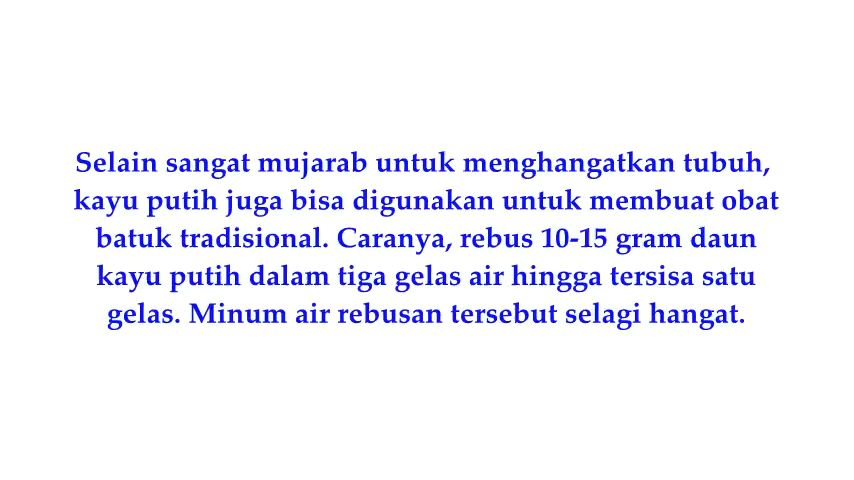 Selain sangat mujarab untuk menghangatkan tubuh,
kayu putih juga bisa digunakan untuk membuat obat
batuk tradisional. Caranya, rebus 10-15 gram daun
kayu putih dalam tiga gelas air hingga tersisa satu
gelas. Minum air rebusan tersebut selagi hangat.